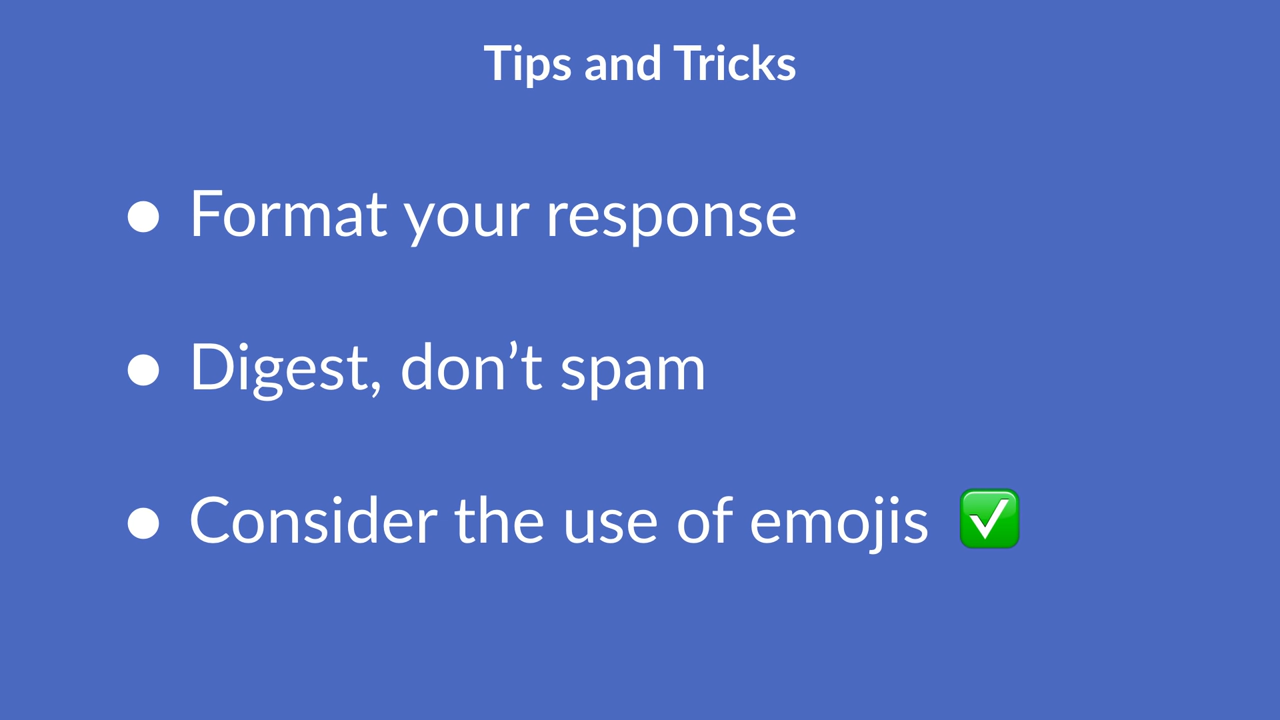 Tips and Tricks
● Format your response
● Digest, don’t spam
● Consider the use of emojis ✅